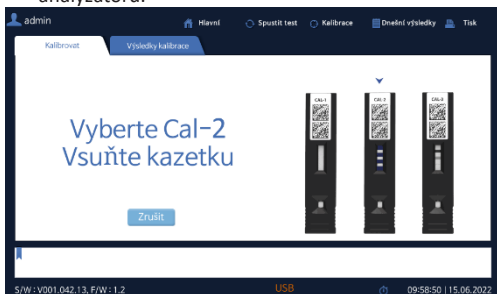 analyzátoru.
admin
Hlavní
Spustit test
Kalibrace
Dnešní výsledky
Tisk
Kalibrovat
Výsledky kalibrace
Vyberte Cal-2
Vsuňte kazetku
CAL-1
CAL-2
CAL-3
Zrušit
S/W : V001.042.13, F/W : 1.2
USB
09:58:50 | 15.06.2022